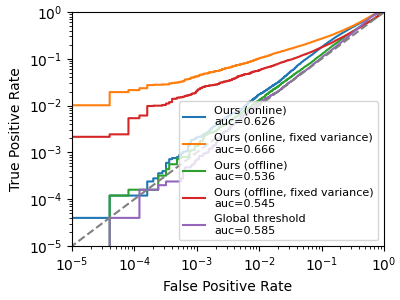 10⁰
10⁻¹
10⁻²
10⁻³
10⁻⁴
10⁻⁵
True Positive Rate
Ours (online)
auc=0.626
Ours (online, fixed variance)
auc=0.666
Ours (offline)
auc=0.536
Ours (offline, fixed variance)
auc=0.545
Global threshold
auc=0.585
10⁻⁵ 10⁻⁴ 10⁻³ 10⁻² 10⁻¹ 10⁰
False Positive Rate